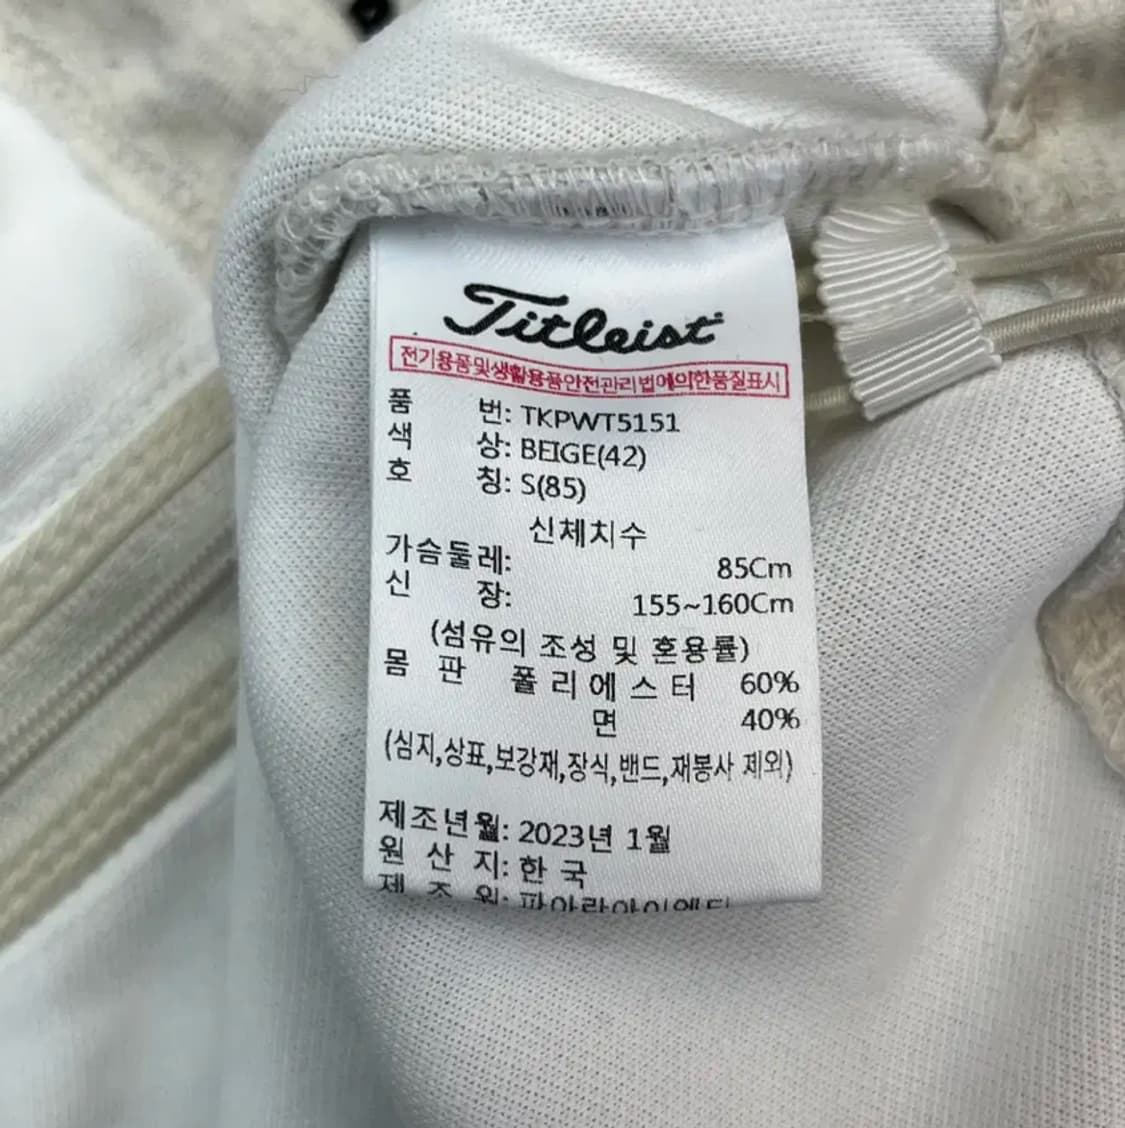 Titleist
전기용품및생활용품안전관리법에의한품질표시
품 번: TKPWT5151
색 상: BEIGE(42)
호 칭: S(85)
신체치수
가슴둘레: 85Cm
신 장: 155~160Cm
(섬유의 조성 및 혼용률)
몸 판 폴리에스터 60%
면 40%
(심지,상표,보강재,장식,밴드,재봉사 제외)
제조년월: 2023년 1월
원 산 지: 한 국
제 조 원: